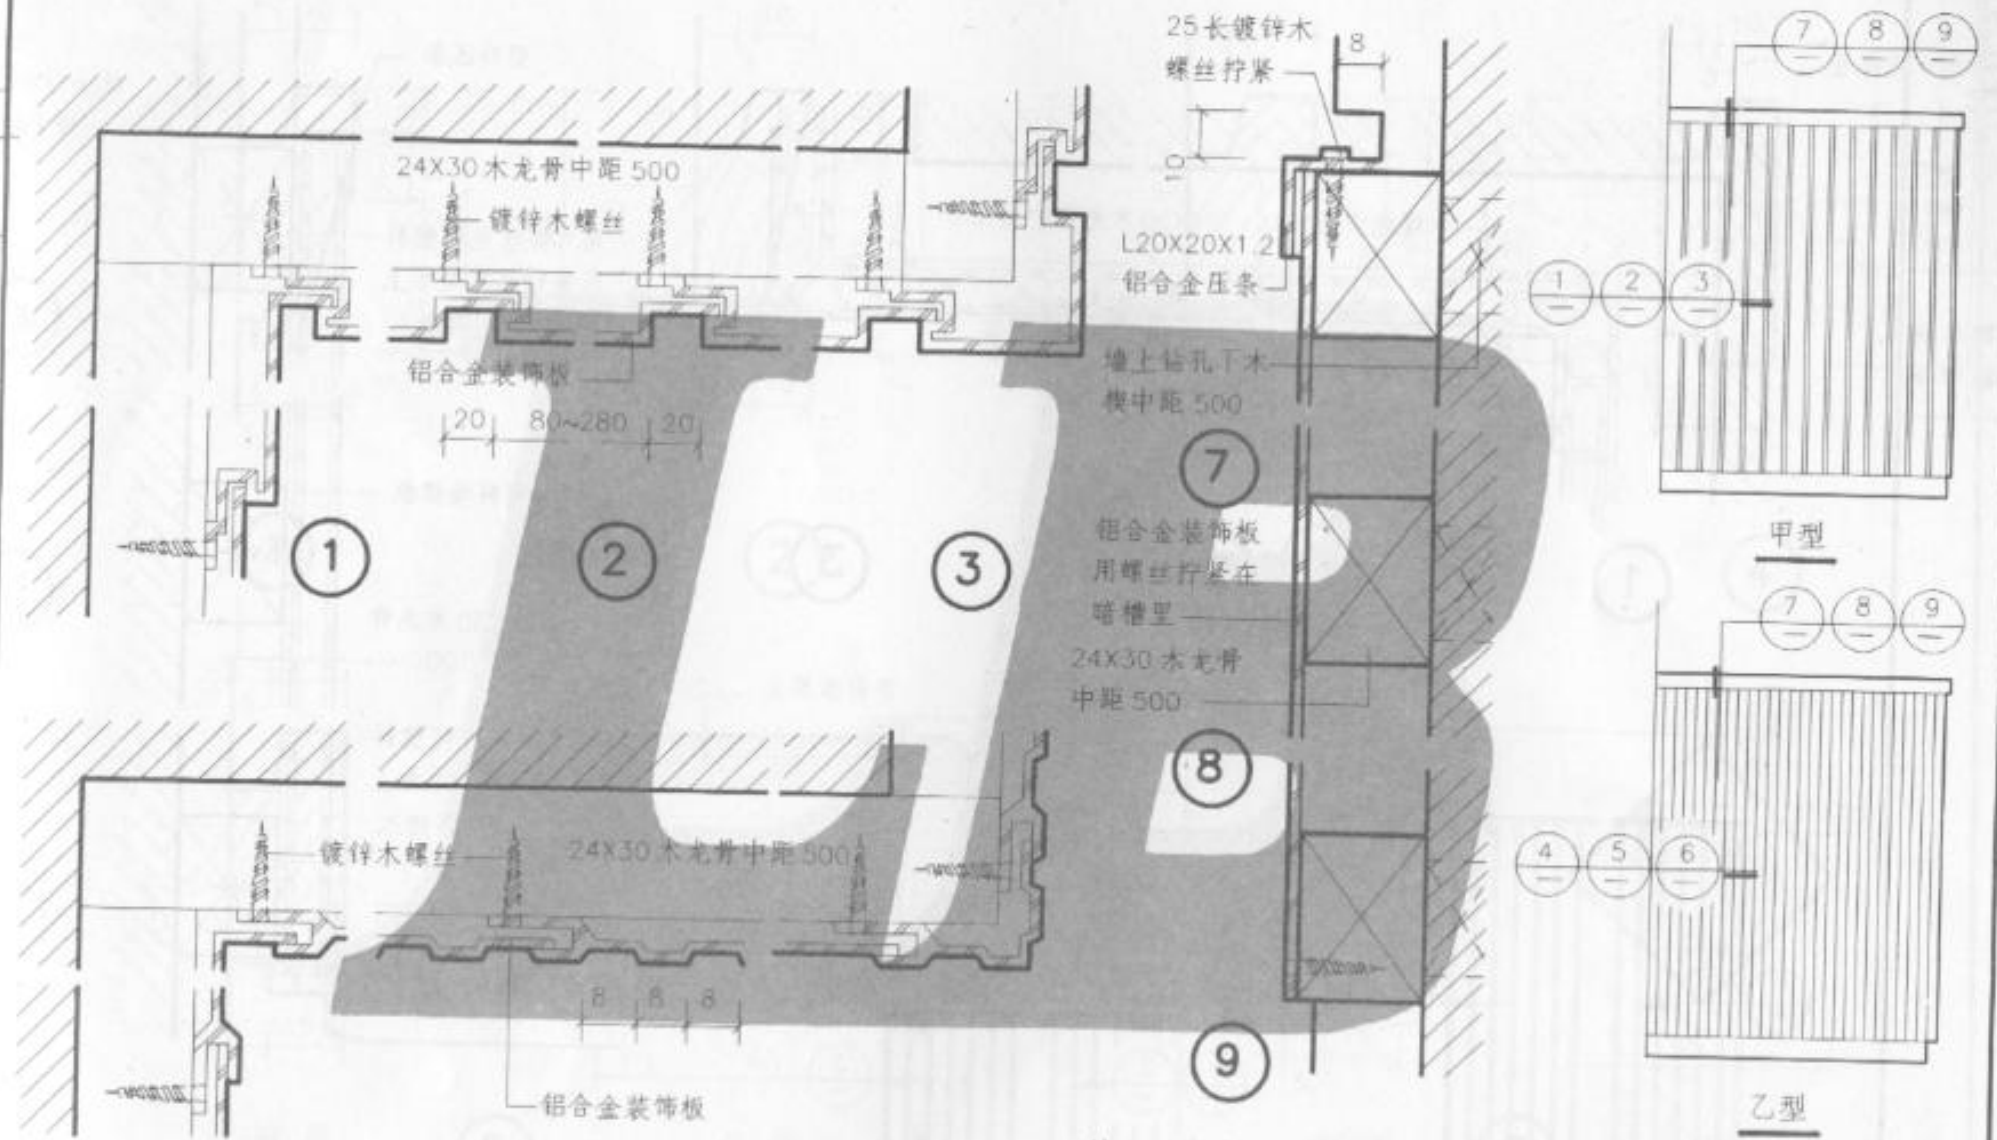 25长镀锌木
螺丝拧紧
8
7 8 9
24X30木龙骨中距500
镀锌木螺丝
10
L20X20X1.2
铝合金压条
1 2 3
铝合金装饰板
墙上钻孔下木
楔中距500
20 80~280 20
7
1
2
3
铝合金装饰板
用螺丝拧紧在
暗槽里
甲型
7 8 9
24X30木龙骨
中距500
8
镀锌木螺丝
24X30木龙骨中距500
4 5 6
8 8 8
9
铝合金装饰板
乙型
LJB